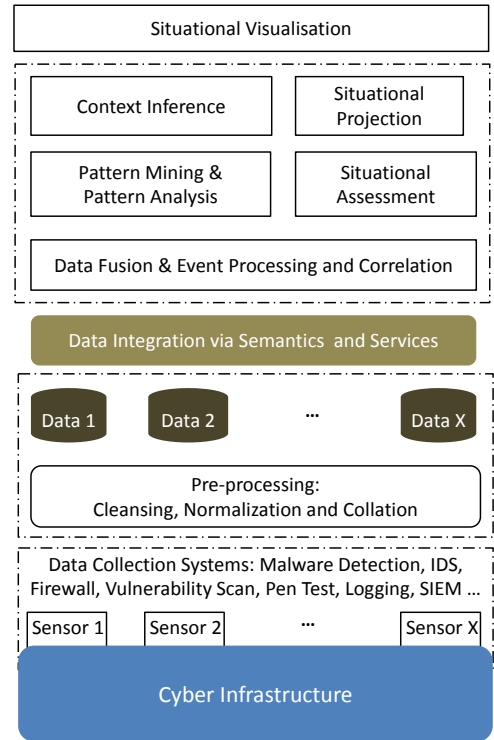 Situational Visualisation
Context Inference
Situational
Projection
Pattern Mining &
Pattern Analysis
Situational
Assessment
Data Fusion & Event Processing and Correlation
Data Integration via Semantics and Services
Data 1
Data 2
...
Data X
Pre-processing:
Cleansing, Normalization and Collation
Data Collection Systems: Malware Detection, IDS,
Firewall, Vulnerability Scan, Pen Test, Logging, SIEM ...
Sensor 1
Sensor 2
...
Sensor X
Cyber Infrastructure